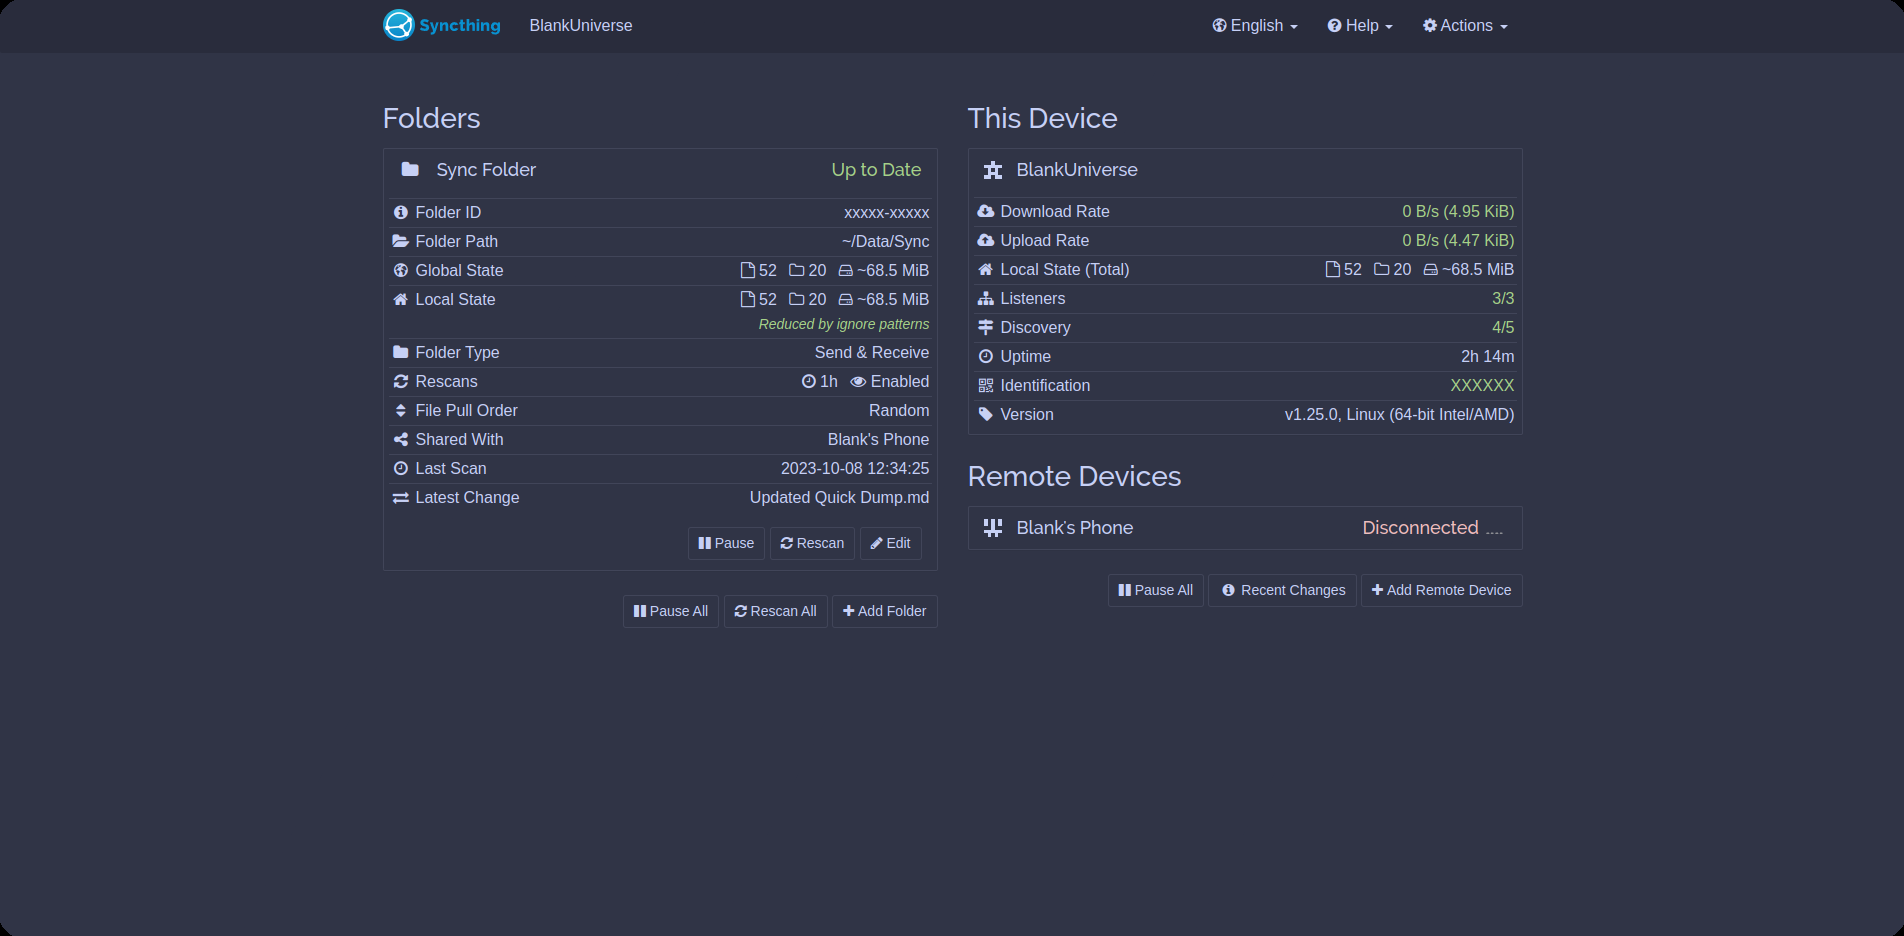 Syncthing BlankUniverse English Help Actions
Folders
Sync Folder Up to Date
Folder ID xxxxx-xxxxx
Folder Path ~/Data/Sync
Global State 52 20 ~68.5 MiB
Local State 52 20 ~68.5 MiB
Reduced by ignore patterns
Folder Type Send & Receive
Rescans 1h Enabled
File Pull Order Random
Shared With Blank's Phone
Last Scan 2023-10-08 12:34:25
Latest Change Updated Quick Dump.md
Pause Rescan Edit
Pause All Rescan All Add Folder
This Device
BlankUniverse
Download Rate 0 B/s (4.95 KiB)
Upload Rate 0 B/s (4.47 KiB)
Local State (Total) 52 20 ~68.5 MiB
Listeners 3/3
Discovery 4/5
Uptime 2h 14m
Identification XXXXXX
Version v1.25.0, Linux (64-bit Intel/AMD)
Remote Devices
Blank's Phone Disconnected
Pause All Recent Changes Add Remote Device